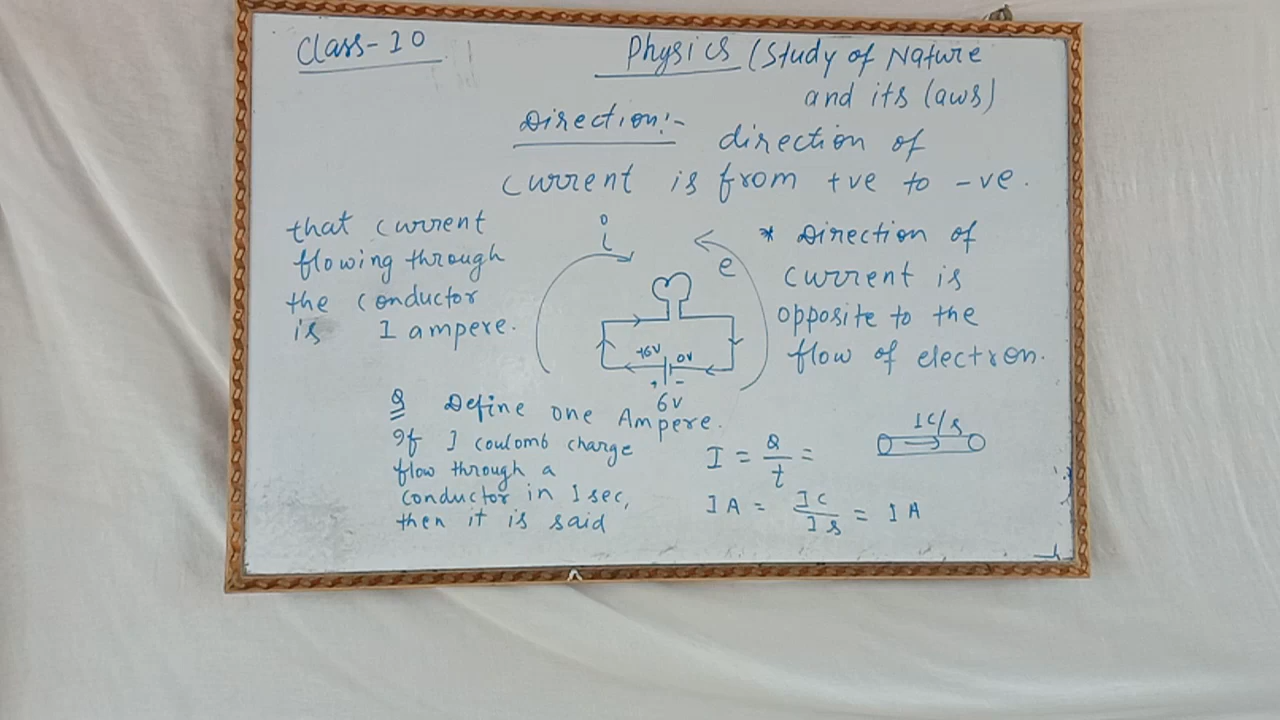 Class-10
Physics (Study of Nature
and its laws)
Direction:-
direction of
current is from +ve to -ve.
that current
flowing through
the conductor
is 1 ampere.
i
e
+6V
0V
+ -
6V
* Direction of
current is
opposite to the
flow of electron.
Q Define one Ampere.
If 1 coulomb charge
flow through a
conductor in 1 sec,
then it is said
I = Q/t =
1A = 1C/1s = 1A
1C/s